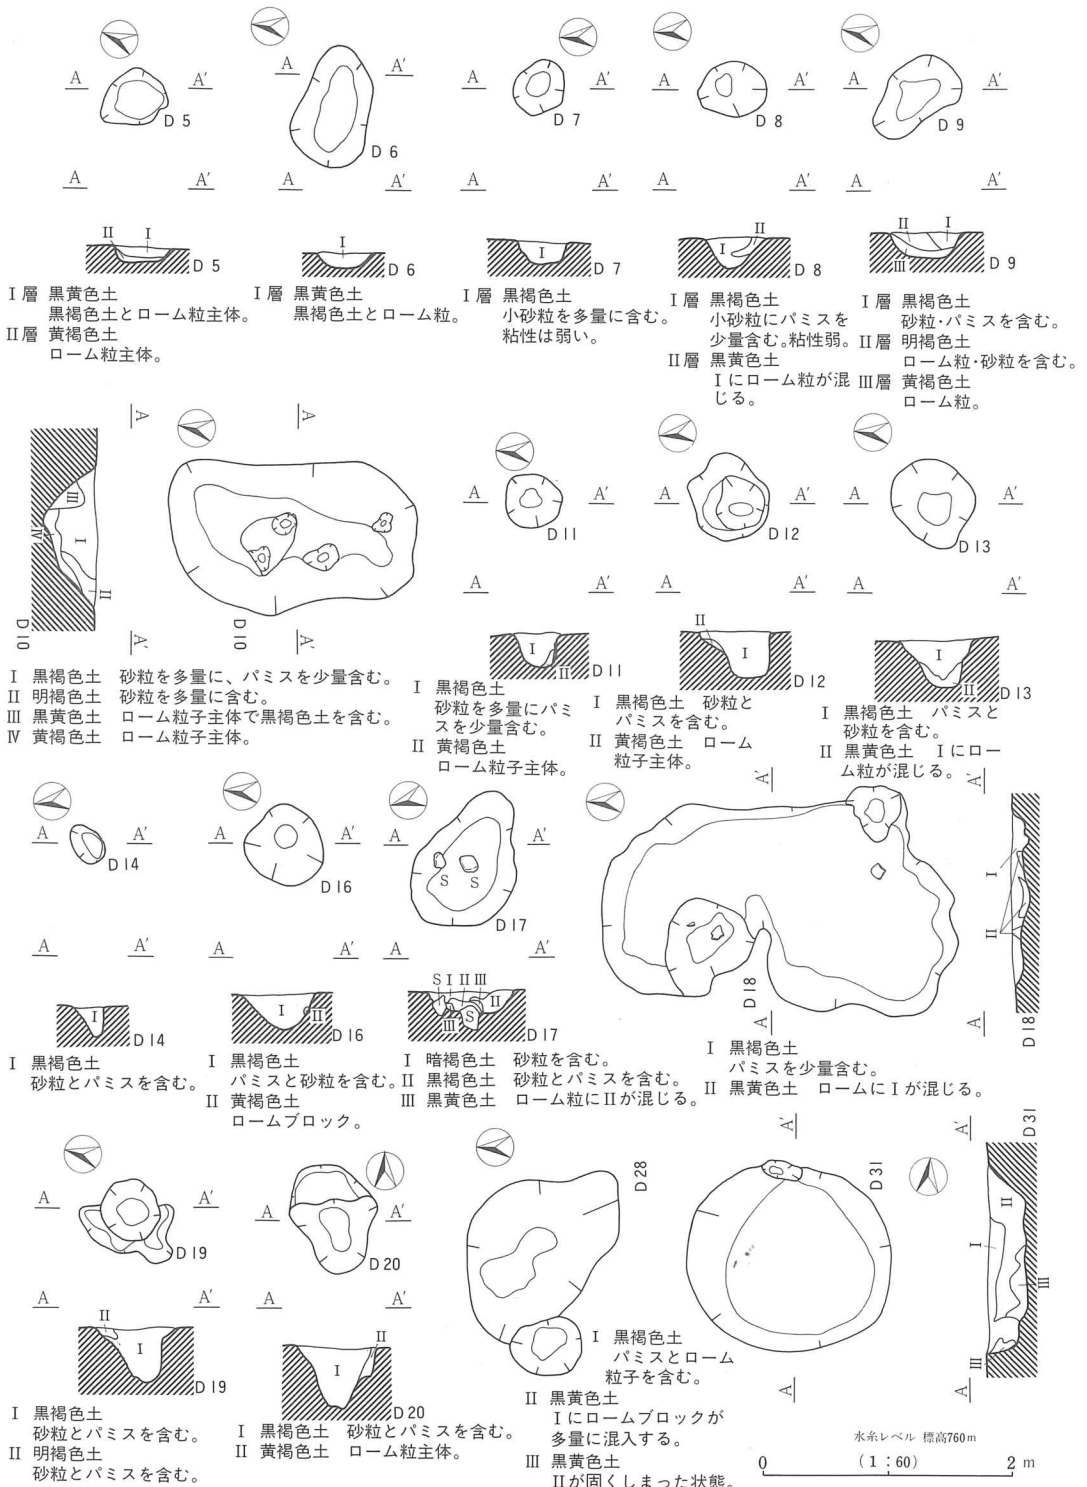 A A' D 5
A A' D 6
A A' D 7
A A' D 8
A A' D 9
A A'
A A'
A A'
A A'
A A'
II I D 5
I D 6
I D 7
I II D 8
II I III D 9
I層 黒黄色土
黒褐色土とローム粒主体。
II層 黄褐色土
ローム粒主体。
I層 黒黄色土
黒褐色土とローム粒。
I層 黒褐色土
小砂粒を多量に含む。
粘性は弱い。
I層 黒褐色土
小砂粒にパミスを
少量含む。粘性弱。
II層 黒黄色土
Iにローム粒が混
じる。
I層 黒褐色土
砂粒・パミスを含む。
II層 明褐色土
ローム粒・砂粒を含む。
III層 黄褐色土
ローム粒。
A A
III I IV II
D 10
D 10
A' A'
I 黒褐色土 砂粒を多量に、パミスを少量含む。
II 明褐色土 砂粒を多量に含む。
III 黒黄色土 ローム粒子主体で黒褐色土を含む。
IV 黄褐色土 ローム粒子主体。
A A' D 11
A A'
I II D 11
I 黒褐色土
砂粒を多量にパミ
スを少量含む。
II 黄褐色土
ローム粒子主体。
A A' D 12
A A'
II I D 12
I 黒褐色土 砂粒と
パミスを含む。
II 黄褐色土 ローム
粒子主体。
A A' D 13
A A'
I II D 13
I 黒褐色土 パミスと
砂粒を含む。
II 黒黄色土 Iにロー
ム粒が混じる。
A A' D 14
A A'
I D 14
I 黒褐色土
砂粒とパミスを含む。
A A' D 16
A A'
I II D 16
I 黒褐色土
パミスと砂粒を含む。
II 黄褐色土
ロームブロック。
A A' S S D 17
A A'
S I II III II
III S D 17
I 暗褐色土 砂粒を含む。
II 黒褐色土 砂粒とパミスを含む。
III 黒黄色土 ローム粒にIIが混じる。
A' A'
D 18
I II
A A
D 18
I 黒褐色土
パミスを少量含む。
II 黒黄色土 ロームにIが混じる。
A A' D 19
A A'
II I D 19
I 黒褐色土
砂粒とパミスを含む。
II 明褐色土
砂粒とパミスを含む。
A A' D 20
A A'
II I D 20
I 黒褐色土 砂粒とパミスを含む。
II 黄褐色土 ローム粒主体。
D 28
A' A' D 31
D 31
II I III III
A A
I 黒褐色土
パミスとローム
粒子を含む。
II 黒黄色土
Iにロームブロックが
多量に混入する。
III 黒黄色土
IIが固くしまった状態。
水糸レベル 標高760m
(1:60)
0 2 m